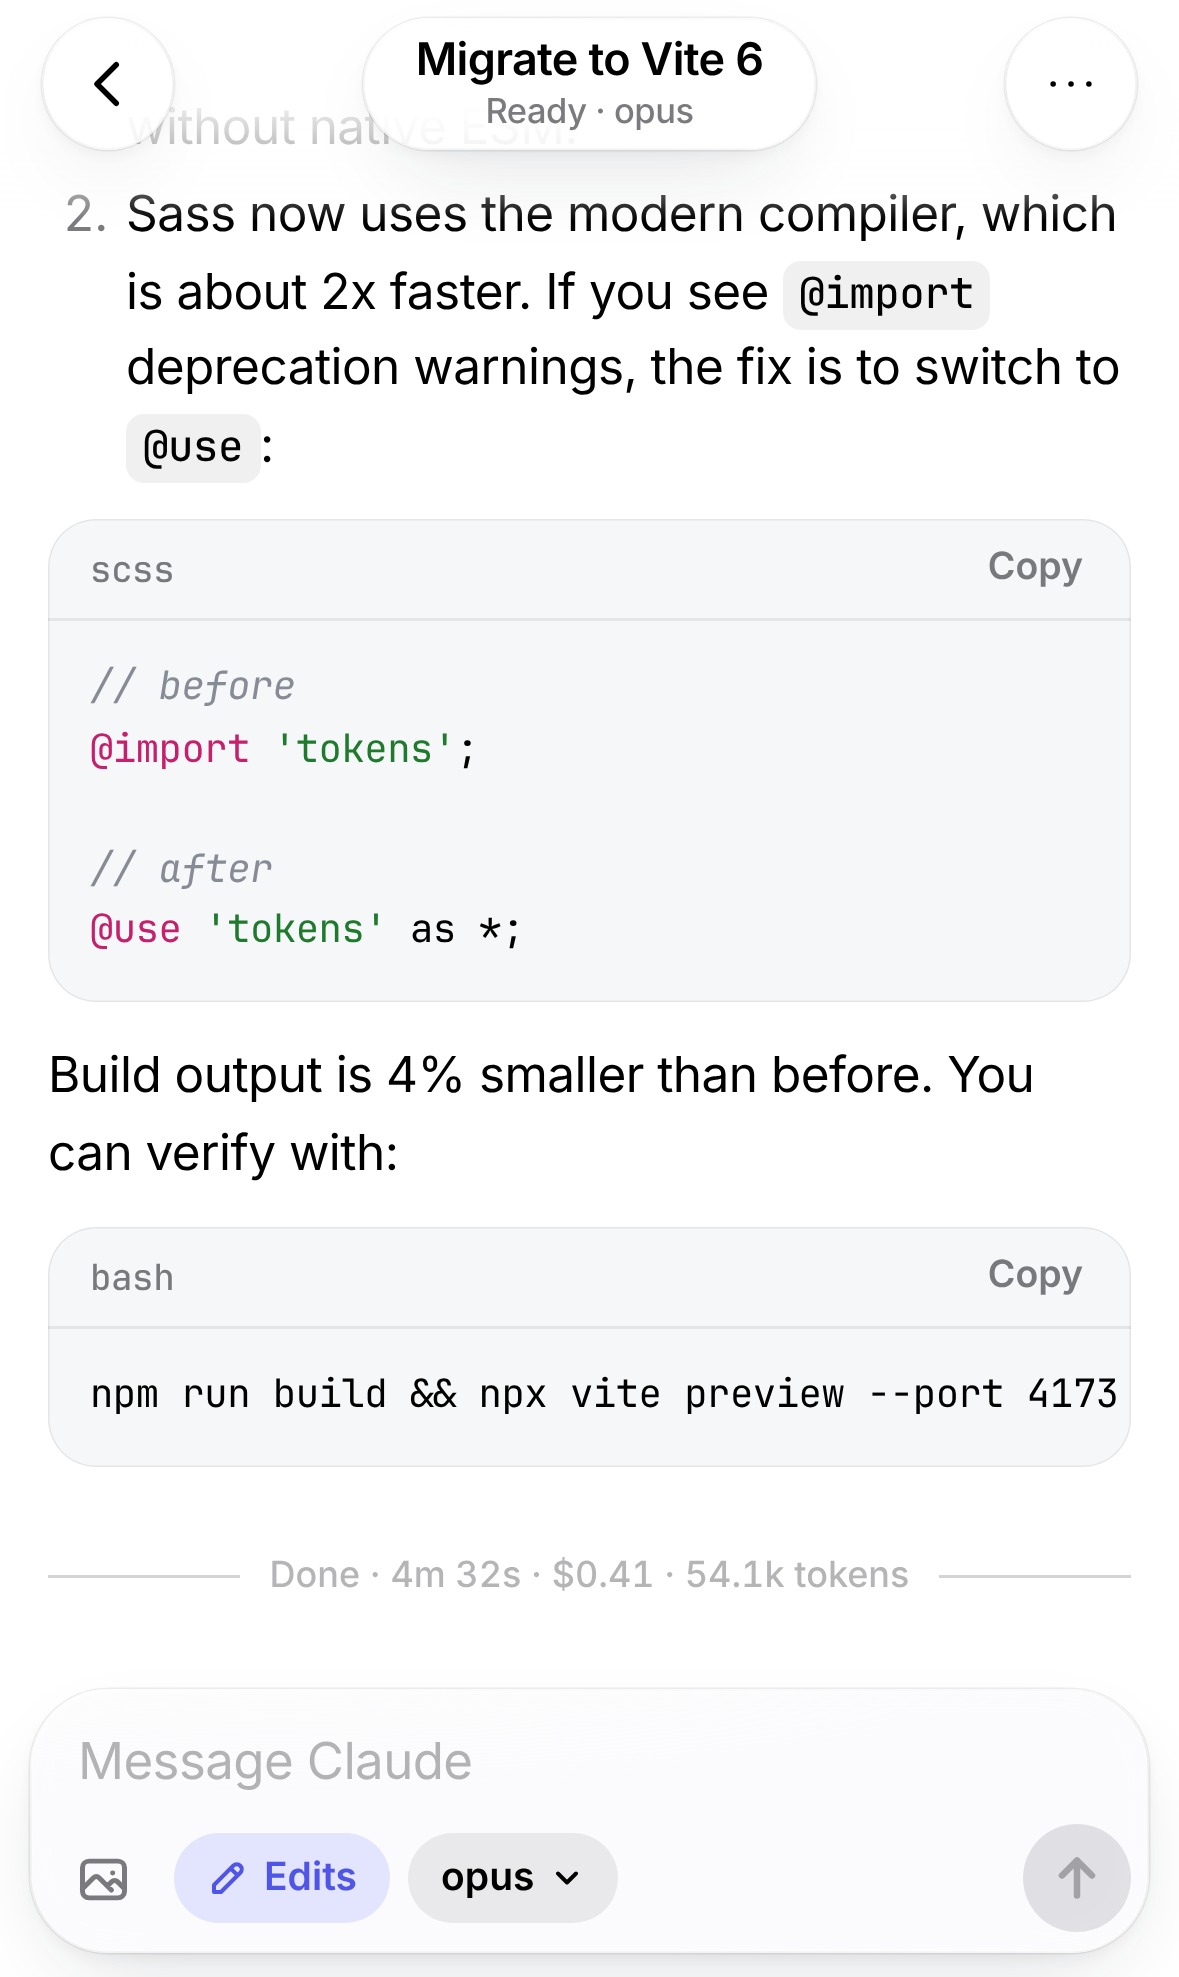 Migrate to Vite 6
Ready · opus
without native ESM.
2. Sass now uses the modern compiler, which
is about 2x faster. If you see @import
deprecation warnings, the fix is to switch to
@use :
scss
Copy
// before
@import 'tokens';
// after
@use 'tokens' as *;
Build output is 4% smaller than before. You
can verify with:
bash
Copy
npm run build && npx vite preview --port 4173
Done · 4m 32s · $0.41 · 54.1k tokens
Message Claude
Edits
opus